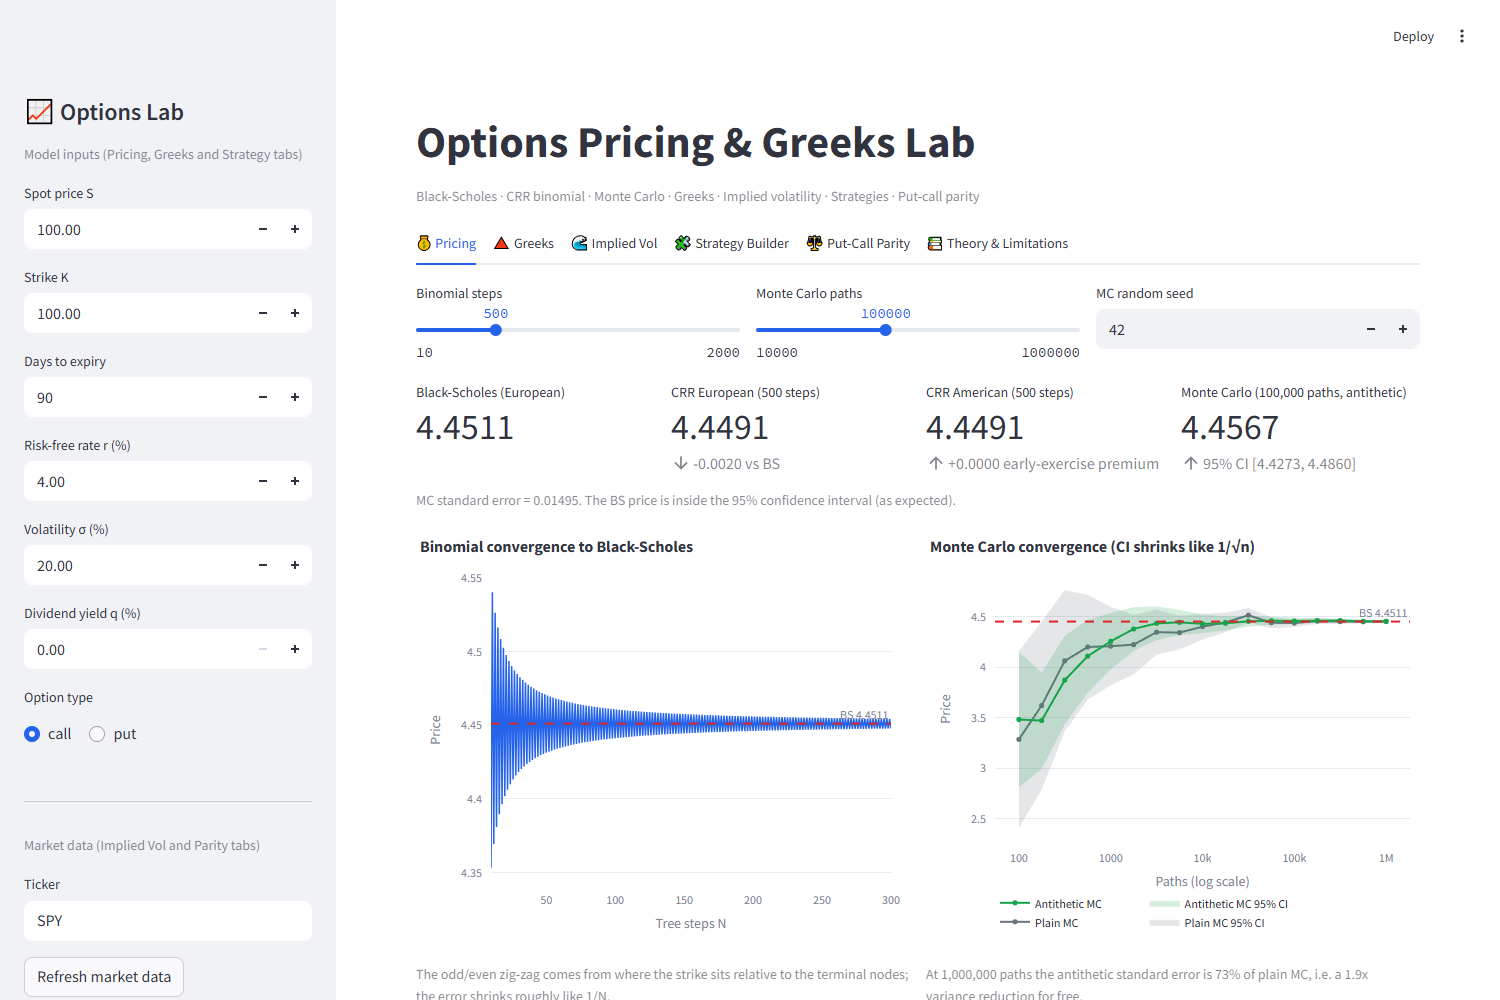 Deploy
Options Lab
Model inputs (Pricing, Greeks and Strategy tabs)
Spot price S
100.00
Strike K
100.00
Days to expiry
90
Risk-free rate r (%)
4.00
Volatility σ (%)
20.00
Dividend yield q (%)
0.00
Option type
call put
Market data (Implied Vol and Parity tabs)
Ticker
SPY
Refresh market data
Options Pricing & Greeks Lab
Black-Scholes · CRR binomial · Monte Carlo · Greeks · Implied volatility · Strategies · Put-call parity
Pricing Greeks Implied Vol Strategy Builder Put-Call Parity Theory & Limitations
Binomial steps
500
10 2000
Monte Carlo paths
100000
10000 1000000
MC random seed
42
Black-Scholes (European)
4.4511
CRR European (500 steps)
4.4491
-0.0020 vs BS
CRR American (500 steps)
4.4491
+0.0000 early-exercise premium
Monte Carlo (100,000 paths, antithetic)
4.4567
95% CI [4.4273, 4.4860]
MC standard error = 0.01495. The BS price is inside the 95% confidence interval (as expected).
Binomial convergence to Black-Scholes
4.55
4.5
4.45
4.4
4.35
Price
BS 4.4511
50 100 150 200 250 300
Tree steps N
The odd/even zig-zag comes from where the strike sits relative to the terminal nodes;
the error shrinks roughly like 1/N.
Monte Carlo convergence (CI shrinks like 1/√n)
4.5
4
3.5
3
2.5
Price
BS 4.4511
100 1000 10k 100k 1M
Paths (log scale)
Antithetic MC Antithetic MC 95% CI
Plain MC Plain MC 95% CI
At 1,000,000 paths the antithetic standard error is 73% of plain MC, i.e. a 1.9x
variance reduction for free.